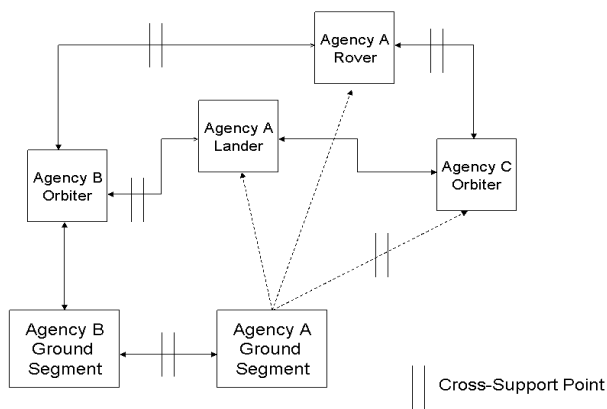 Agency A
Rover
Agency A
Lander
Agency B
Orbiter
Agency C
Orbiter
Agency B
Ground
Segment
Agency A
Ground
Segment
Cross-Support Point